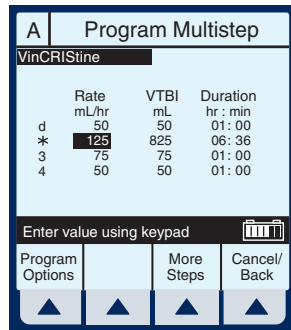 A Program Multistep
VinCRIStine
Rate VTBI Duration
mL/hr mL hr : min
d 50 50 01: 00
* 125 825 06: 36
3 75 75 01: 00
4 50 50 01: 00
Enter value using keypad
Program More Cancel/
Options Steps Back